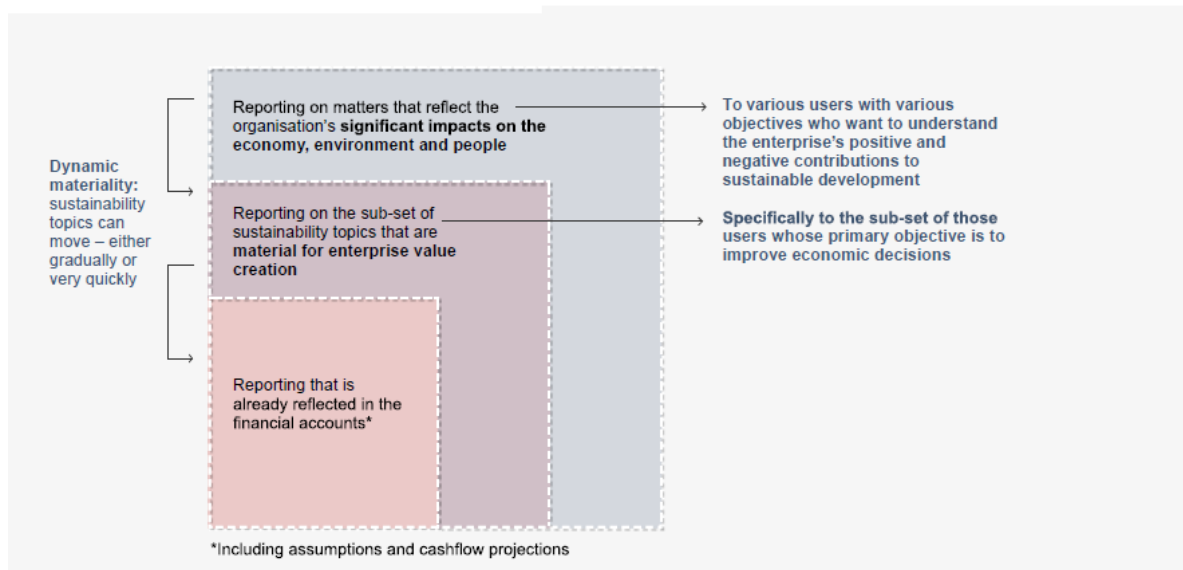 Reporting on matters that reflect the
organisation's significant impacts on the
economy, environment and people
To various users with various
objectives who want to understand
the enterprise's positive and
negative contributions to
sustainable development
Dynamic
materiality:
sustainability
topics can
move – either
gradually or
very quickly
Reporting on the sub-set of
sustainability topics that are
material for enterprise value
creation
Specifically to the sub-set of those
users whose primary objective is to
improve economic decisions
Reporting that is
already reflected in the
financial accounts*
*Including assumptions and cashflow projections